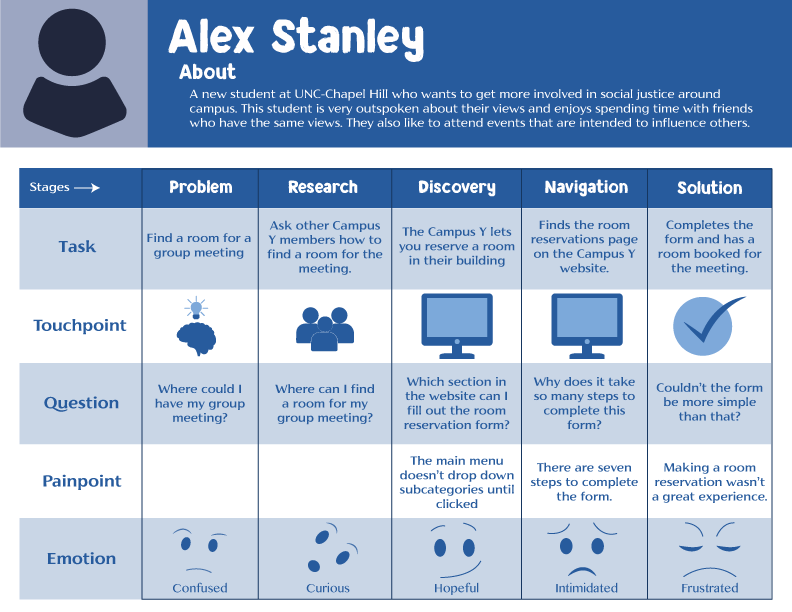 Alex Stanley
About
A new student at UNC-Chapel Hill who wants to get more involved in social justice around
campus. This student is very outspoken about their views and enjoys spending time with friends
who have the same views. They also like to attend events that are intended to influence others.
Stages
Problem
Research
Discovery
Navigation
Solution
Task
Find a room for a
group meeting
Ask other Campus
Y members how to
find a room for the
meeting.
The Campus Y lets
you reserve a room
in their building
Finds the room
reservations page
on the Campus Y
website.
Completes the
form and has a
room booked for
the meeting.
Touchpoint
Question
Where could I
have my group
meeting?
Where can I find
a room for my
group meeting?
Which section in
the website can I
fill out the room
reservation form?
Why does it take
so many steps to
complete this
form?
Couldn't the form
be more simple
than that?
Painpoint
The main menu
doesn't drop down
subcategories until
clicked
There are seven
steps to complete
the form.
Making a room
reservation wasn't
a great experience.
Emotion
Confused
Curious
Hopeful
Intimidated
Frustrated